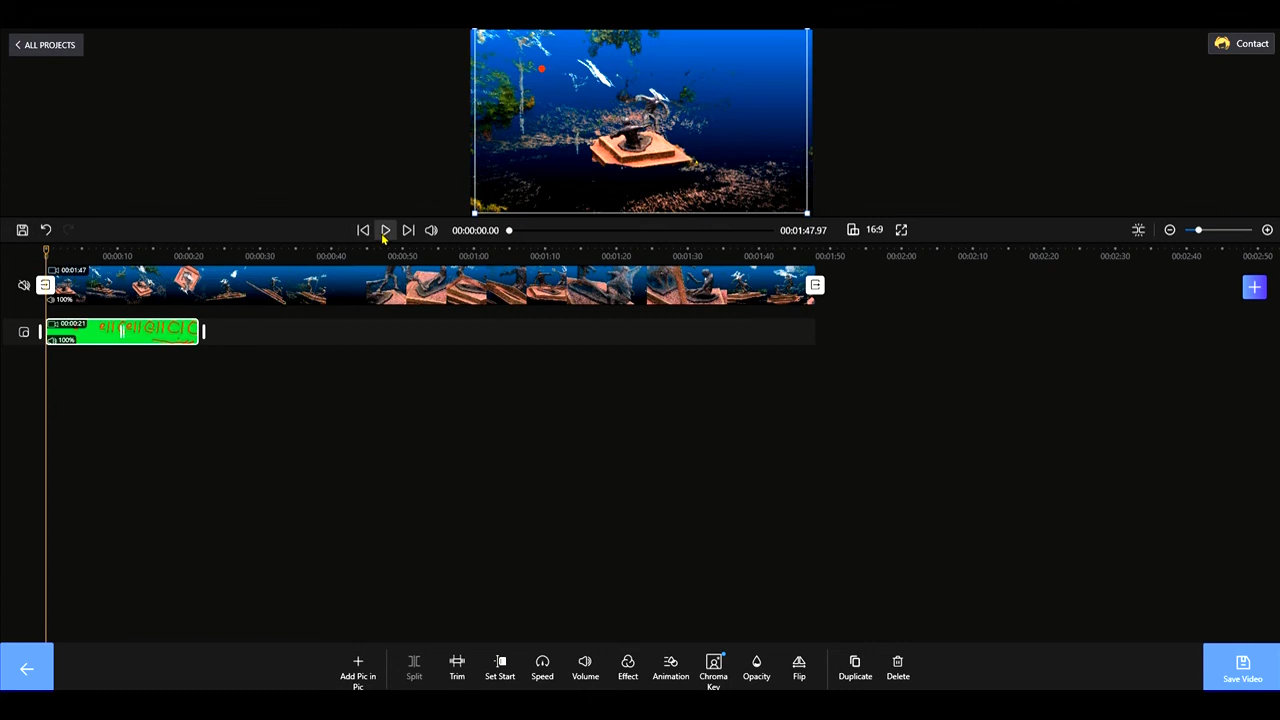 ALL PROJECTS
Contact
00:00:00.00
00:01:47.97
16:9
00:00:10 00:00:20 00:00:30 00:00:40 00:00:50 00:01:00 00:01:10 00:01:20 00:01:30 00:01:40 00:01:50 00:02:00 00:02:10 00:02:20 00:02:30 00:02:40 00:02:50
00:01:47
100%
00:00:21
100%
Add Pic in
Pic
Split
Trim
Set Start
Speed
Volume
Effect
Animation
Chroma
Key
Opacity
Flip
Duplicate
Delete
Save Video